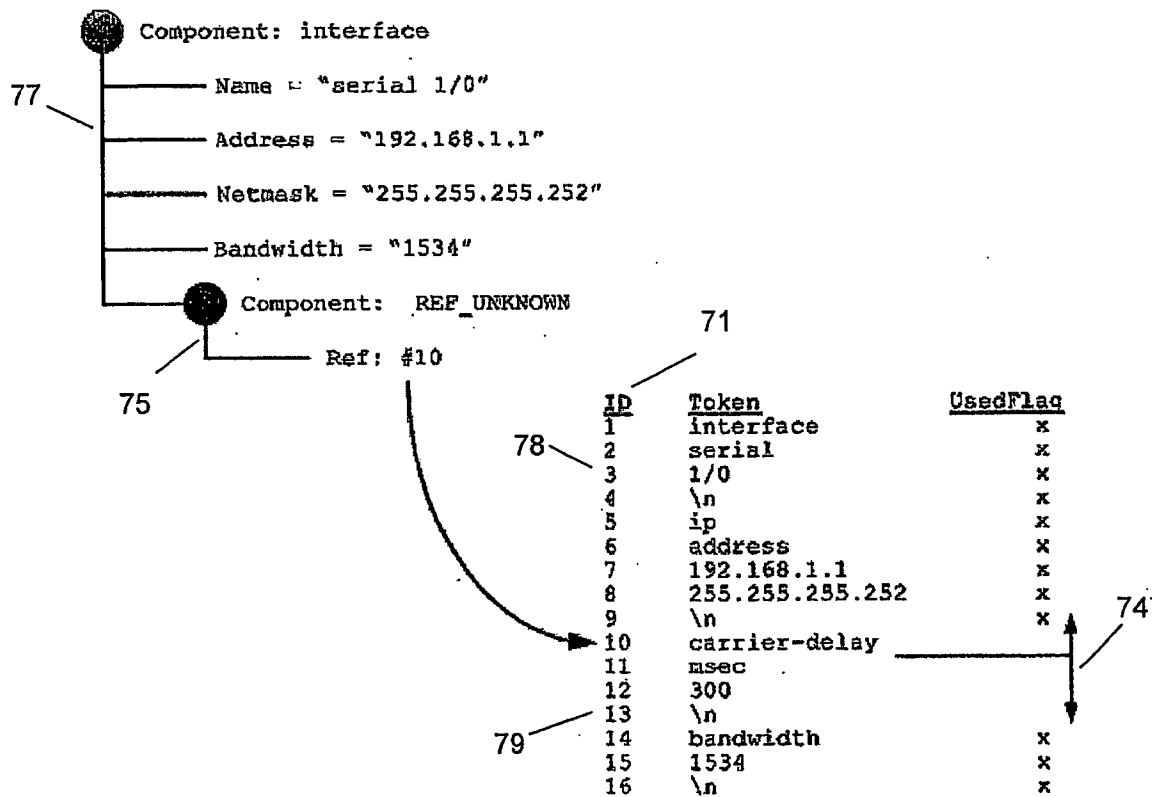 Component: interface
77
Name = "serial 1/0"
Address = "192.168.1.1"
Netmask = "255.255.255.252"
Bandwidth = "1534"
Component: REF_UNKNOWN
75
Ref: #10
71
ID Token UsedFlag
1 interface x
78
2 serial x
3 1/0 x
4 \n x
5 ip x
6 address x
7 192.168.1.1 x
8 255.255.255.252 x
9 \n x
74
10 carrier-delay
11 msec
12 300
13 \n
79
14 bandwidth x
15 1534 x
16 \n x